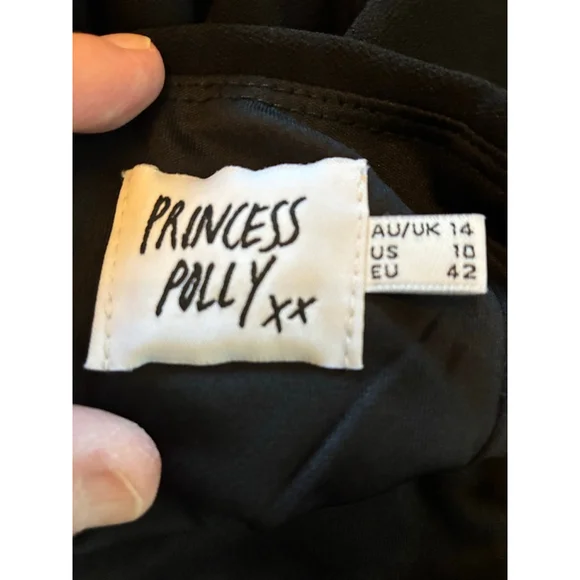 PRINCESS
POLLY xx
AU/UK 14
US 10
EU 42